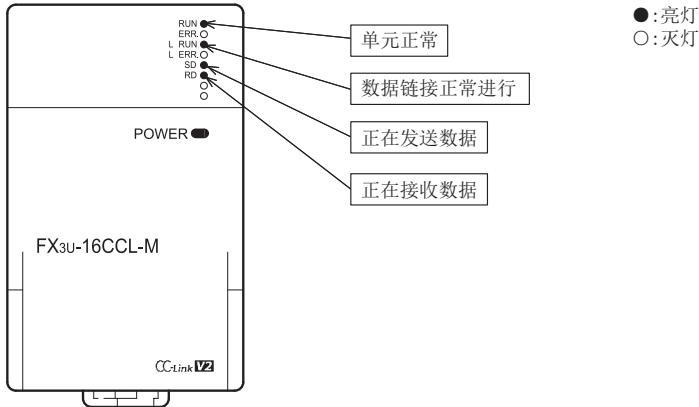 RUN
ERR.
L RUN
L ERR.
SD
RD
单元正常
数据链接正常进行
正在发送数据
正在接收数据
●:亮灯
○:灭灯
POWER
FX3U-16CCL-M
CC-Link V2